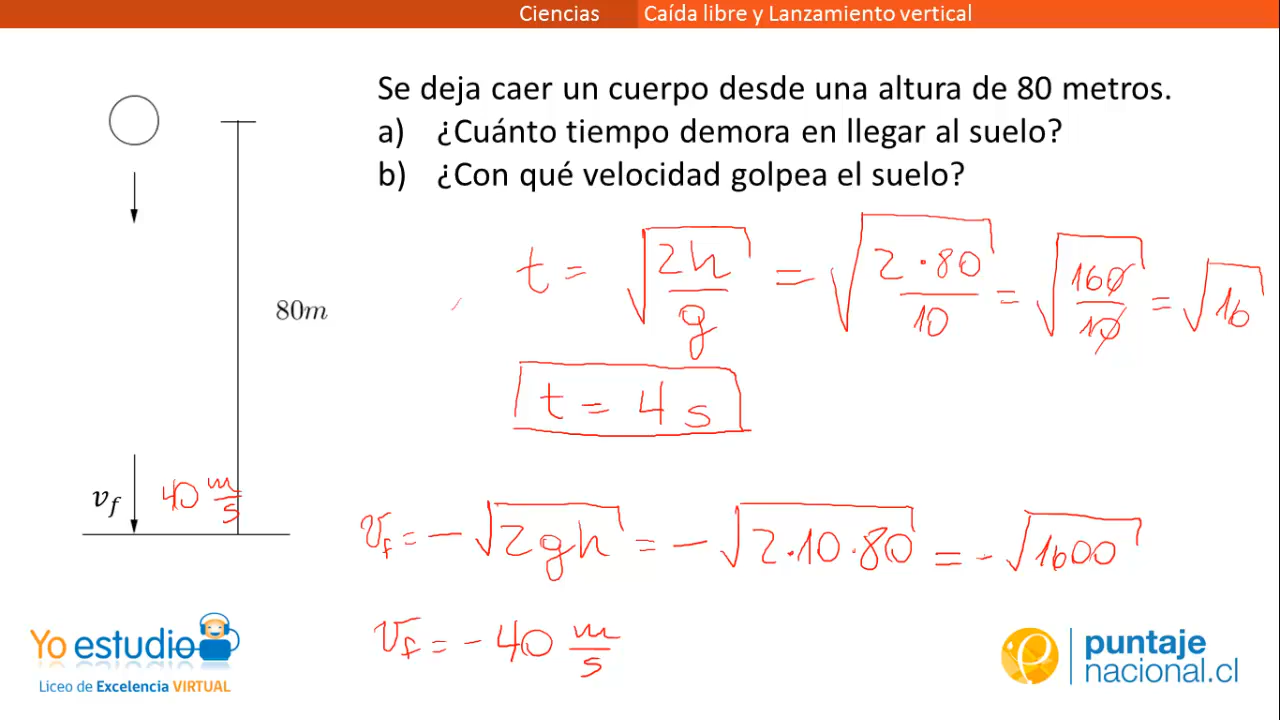 Ciencias Caída libre y Lanzamiento vertical
Se deja caer un cuerpo desde una altura de 80 metros.
a) ¿Cuánto tiempo demora en llegar al suelo?
b) ¿Con qué velocidad golpea el suelo?
t = √(2h/g) = √(2·80/10) = √(160/10) = √16
80m
t = 4 s
v_f 40 m/s
v_f = -√(2gh) = -√(2·10·80) = -√1600
v_f = -40 m/s
Yo estudio
Liceo de Excelencia VIRTUAL
puntaje
nacional.cl